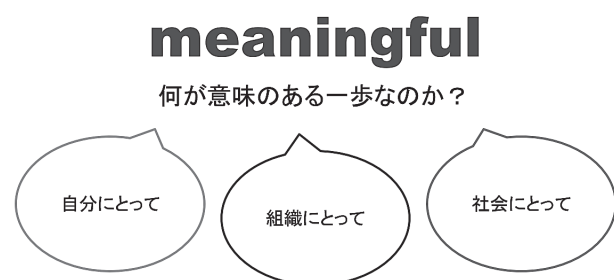 meaningful
何が意味のある一歩なのか？
自分にとって
組織にとって
社会にとって